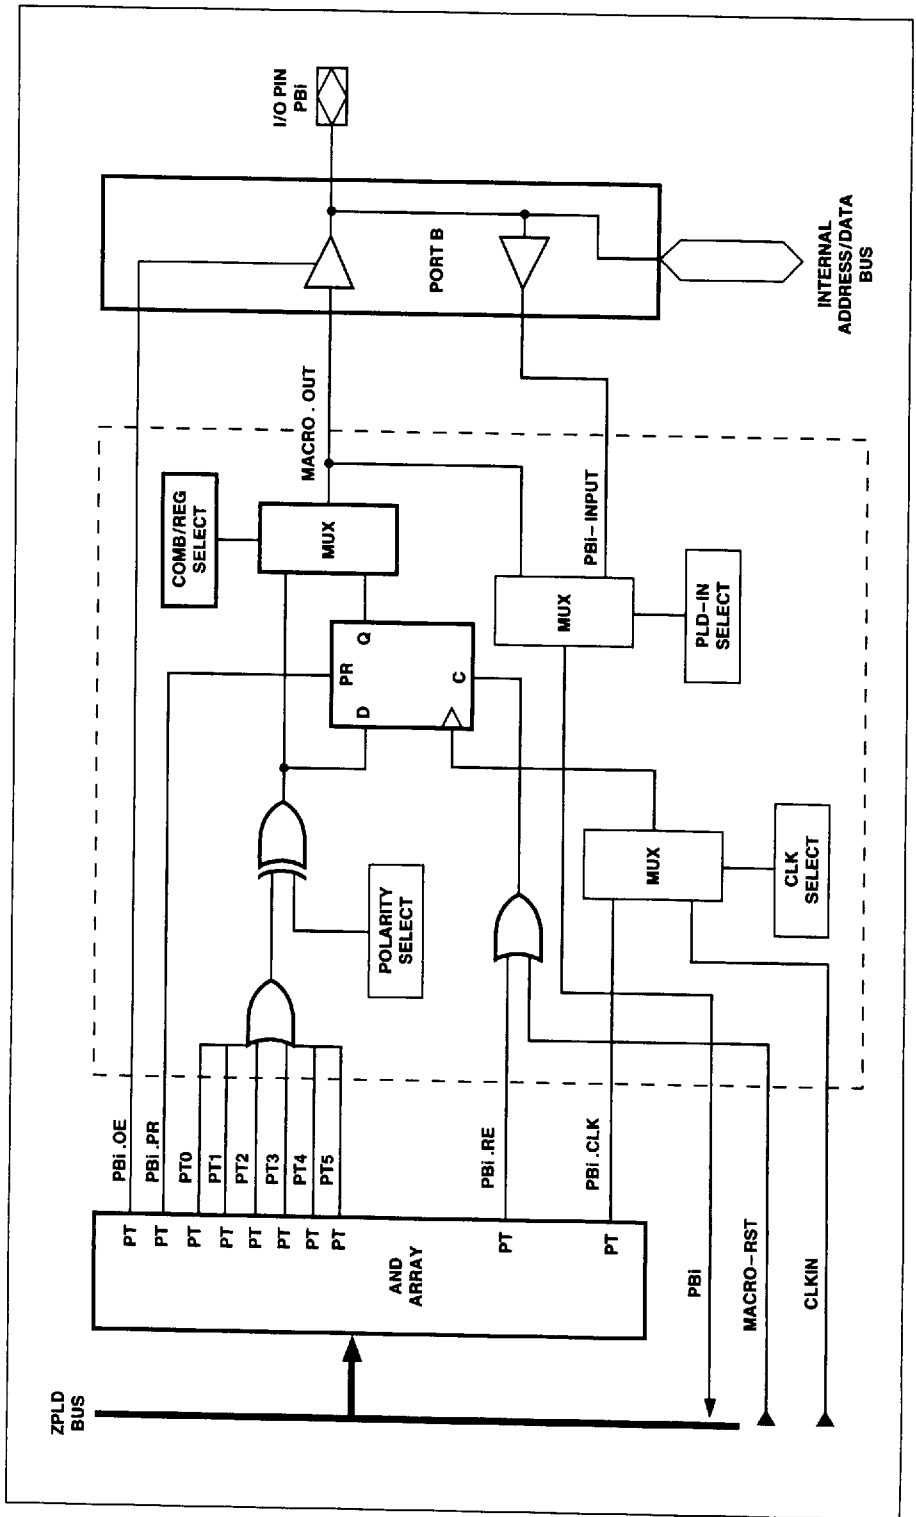 ZPLD
BUS
AND
ARRAY
PT
PT
PT
PT
PT
PT
PT
PT
PT
PT
PBi .OE
PBi .PR
PT0
PT1
PT2
PT3
PT4
PT5
PBi .RE
PBi .CLK
PBi
MACRO-RST
CLKIN
POLARITY
SELECT
MUX
CLK
SELECT
D
PR
Q
C
COMB/REG
SELECT
MUX
MUX
PLD-IN
SELECT
MACRO . OUT
PBi-INPUT
PORT B
I/O PIN
PBi
INTERNAL
ADDRESS/DATA
BUS